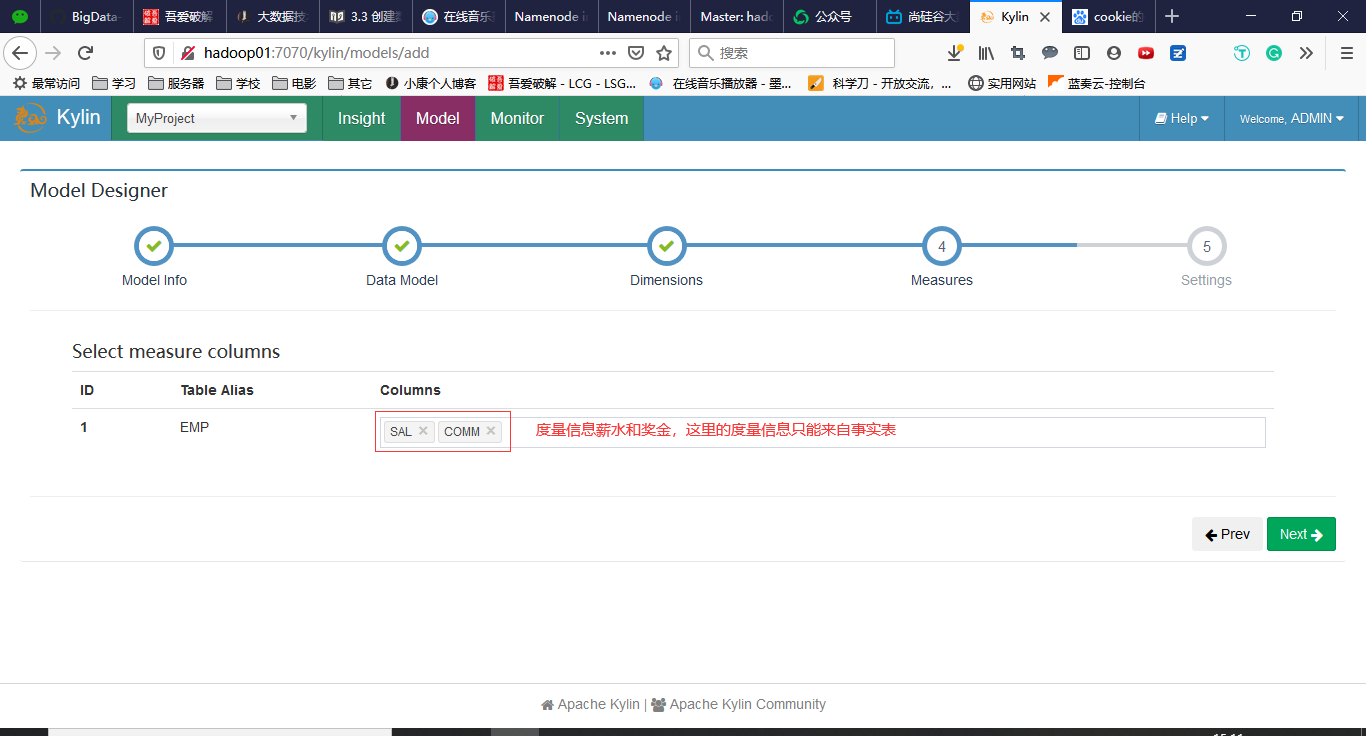 BigData-
吾爱破解
大数据技
3.3 创建
在线音乐
Namenode i
Namenode i
Master: had
公众号
尚硅谷大
Kylin
cookie的
hadoop01:7070/kylin/models/add
搜索
最常访问 学习 服务器 学校 电影 其它 小康个人博客 吾爱破解 - LCG - LSG... 在线音乐播放器 - 墨... 科学刀 - 开放交流，... 实用网站 蓝奏云-控制台
Kylin MyProject Insight Model Monitor System Help Welcome, ADMIN
Model Designer
4 5
Model Info Data Model Dimensions Measures Settings
Select measure columns
ID Table Alias Columns
1 EMP SAL COMM 度量信息薪水和奖金，这里的度量信息只能来自事实表
Prev Next
Apache Kylin | Apache Kylin Community